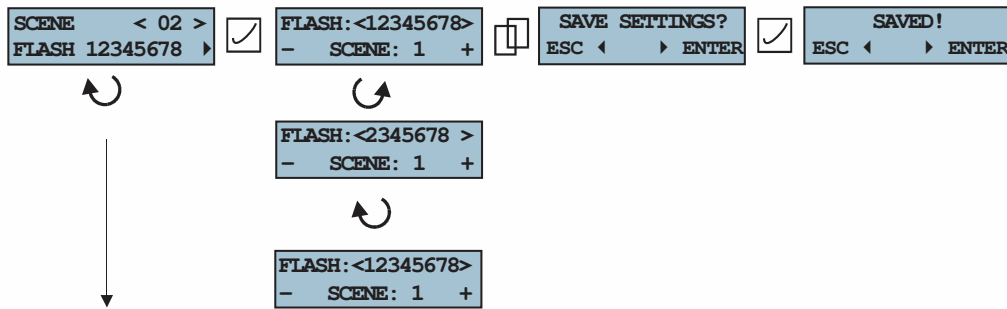 SCENE < 02 >
FLASH 12345678 ▶
FLASH:<12345678>
– SCENE: 1 +
SAVE SETTINGS?
ESC ◀ ▶ ENTER
SAVED!
ESC ◀ ▶ ENTER
FLASH:<2345678 >
– SCENE: 1 +
FLASH:<12345678>
– SCENE: 1 +